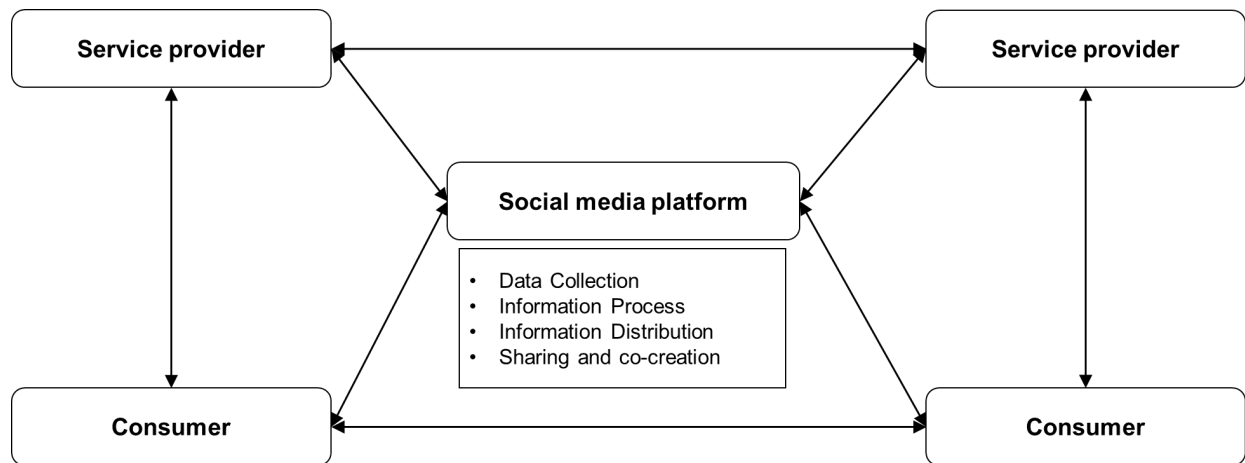 Service provider
Service provider
Social media platform
• Data Collection
• Information Process
• Information Distribution
• Sharing and co-creation
Consumer
Consumer